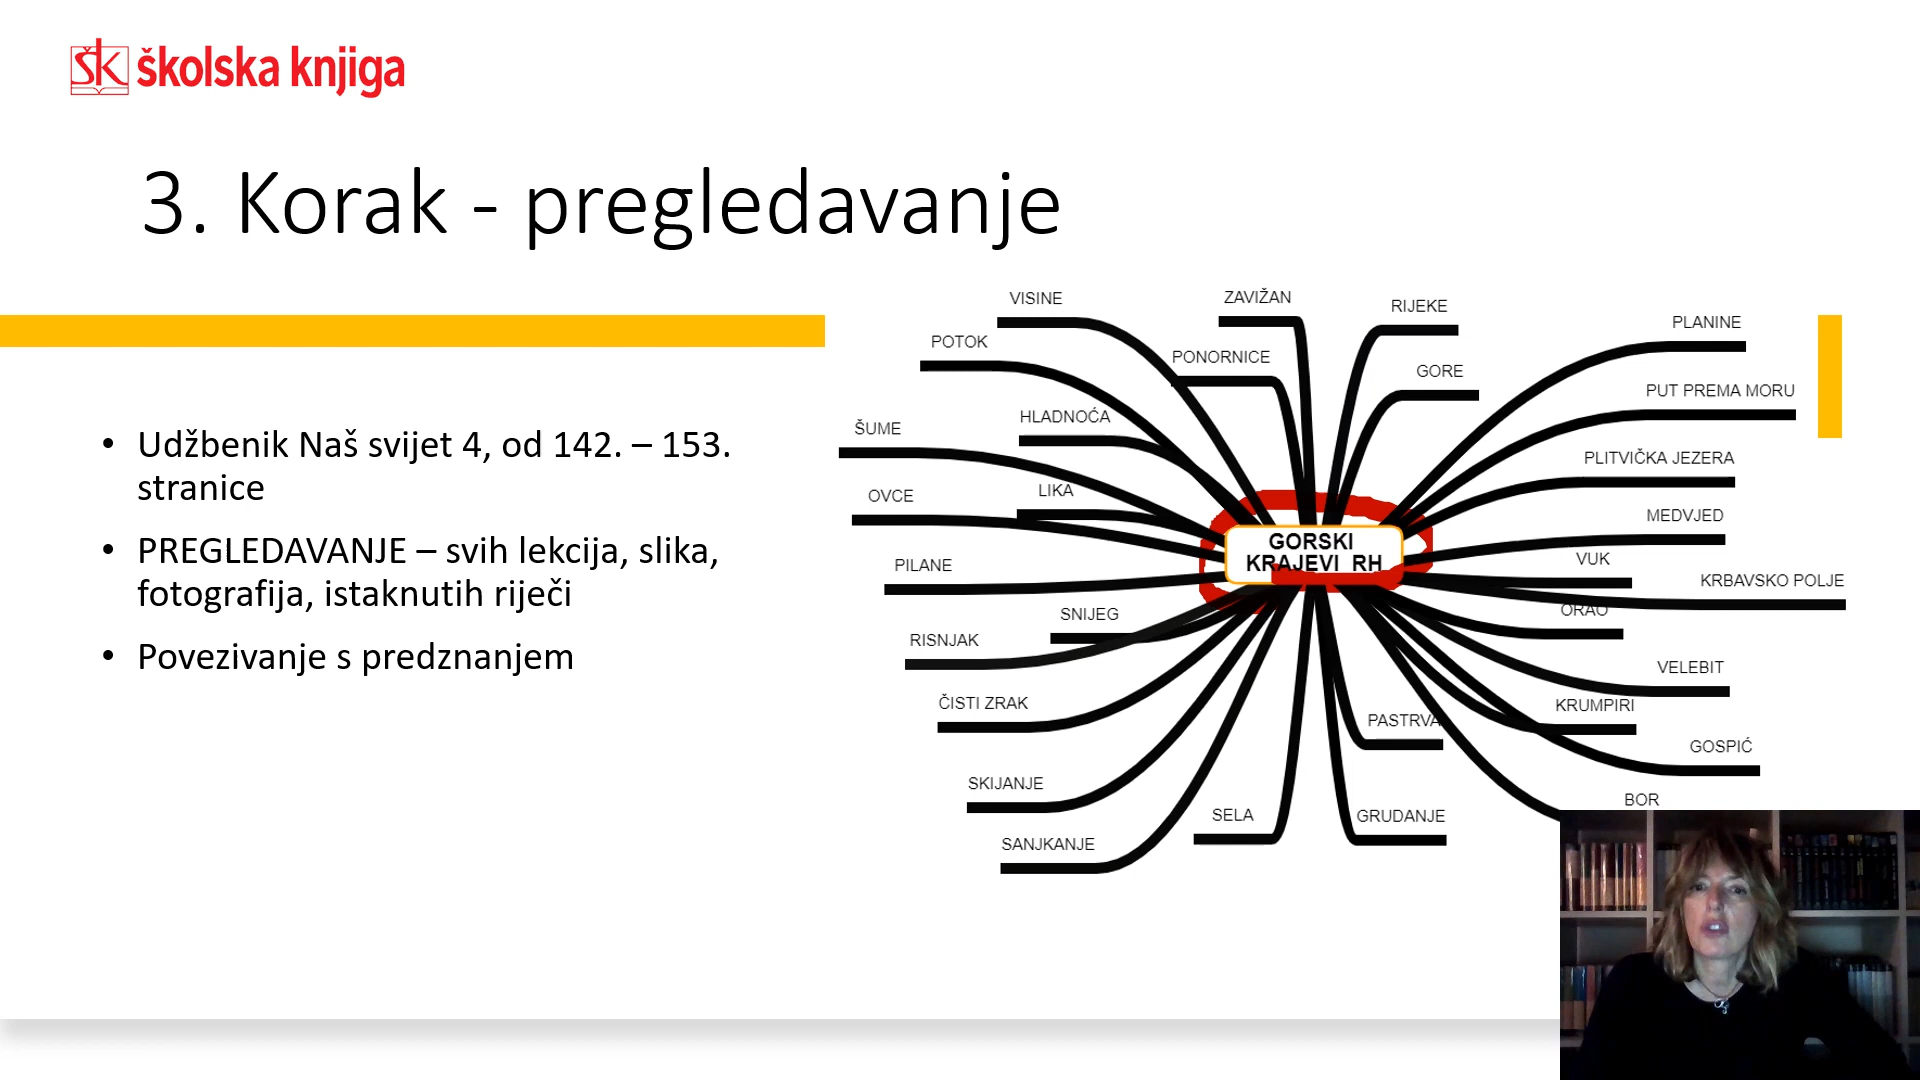 ŠK školska knjiga
3. Korak - pregledavanje
• Udžbenik Naš svijet 4, od 142. – 153.
stranice
• PREGLEDAVANJE – svih lekcija, slika,
fotografija, istaknutih riječi
• Povezivanje s predznanjem
VISINE
ZAVIŽAN
RIJEKE
PLANINE
POTOK
PONORNICE
GORE
PUT PREMA MORU
ŠUME
HLADNOĆA
PLITVIČKA JEZERA
OVCE
LIKA
MEDVJED
GORSKI
KRAJEVI RH
PILANE
VUK
KRBAVSKO POLJE
SNIJEG
ORAO
RISNJAK
VELEBIT
ČISTI ZRAK
PASTRVA
KRUMPIRI
GOSPIĆ
SKIJANJE
BOR
SELA
GRUDANJE
SANJKANJE